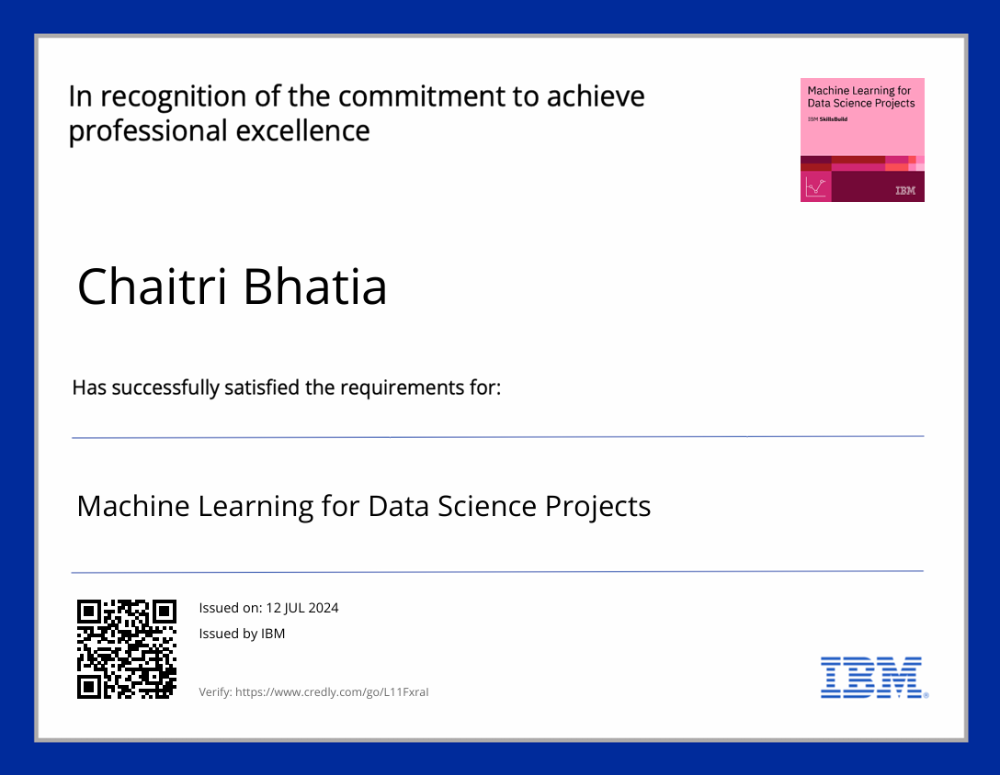 In recognition of the commitment to achieve
professional excellence
Machine Learning for
Data Science Projects
IBM SkillsBuild
IBM
Chaitri Bhatia
Has successfully satisfied the requirements for:
Machine Learning for Data Science Projects
Issued on: 12 JUL 2024
Issued by IBM
Verify: https://www.credly.com/go/L11FxraI
IBM®